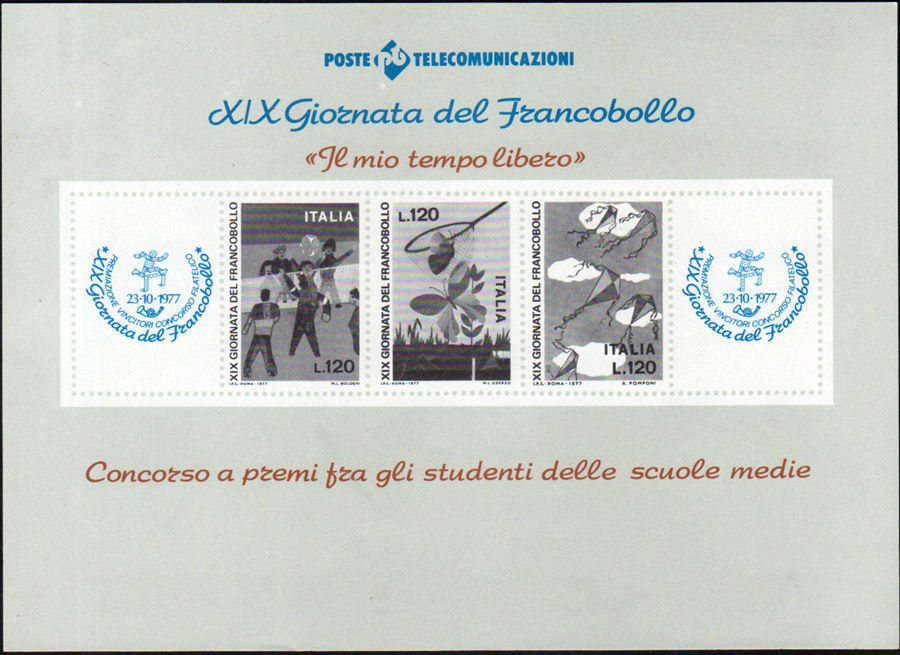 POSTE TELECOMUNICAZIONI
XIX Giornata del Francobollo
«Il mio tempo libero»
PREMIAZIONE VINCITORI CONCORSO FILATELICO
23-10-1977
XIX Giornata del Francobollo
XIX GIORNATA DEL FRANCOBOLLO
ITALIA
L.120
I.P.S.-ROMA-1977 M.L. BOLOGNI
XIX GIORNATA DEL FRANCOBOLLO
L.120
ITALIA
I.P.S.-ROMA-1977
XIX GIORNATA DEL FRANCOBOLLO
ITALIA
L.120
I.P.S.-ROMA-1977 S. POMPONI
PREMIAZIONE VINCITORI CONCORSO FILATELICO
23-10-1977
XIX Giornata del Francobollo
Concorso a premi fra gli studenti delle scuole medie